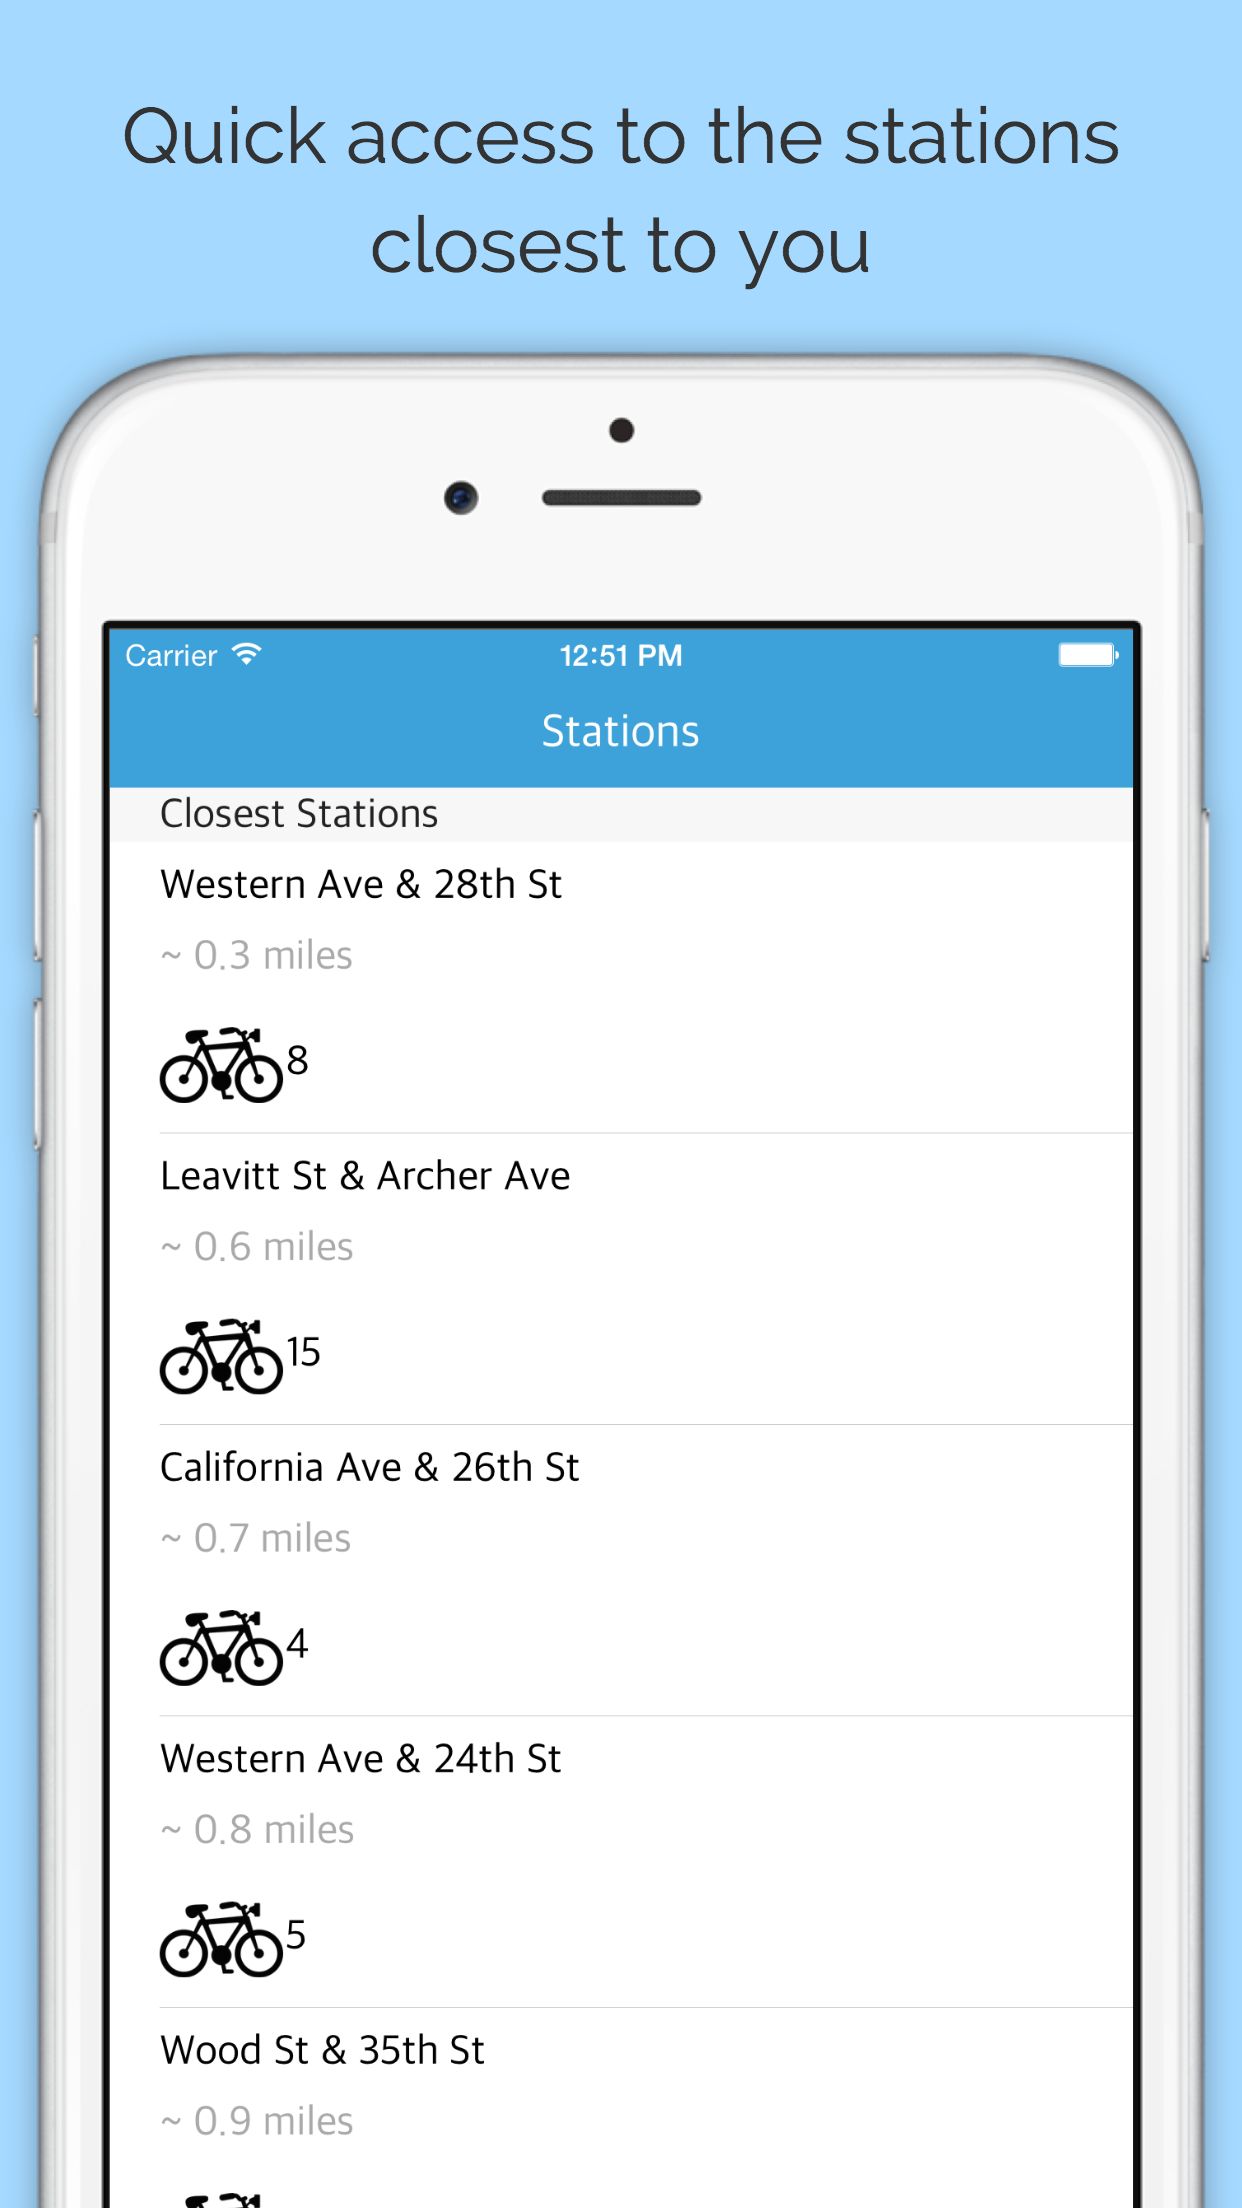 Quick access to the stations
closest to you
Carrier 12:51 PM
Stations
Closest Stations
Western Ave & 28th St
~ 0.3 miles
8
Leavitt St & Archer Ave
~ 0.6 miles
15
California Ave & 26th St
~ 0.7 miles
4
Western Ave & 24th St
~ 0.8 miles
5
Wood St & 35th St
~ 0.9 miles